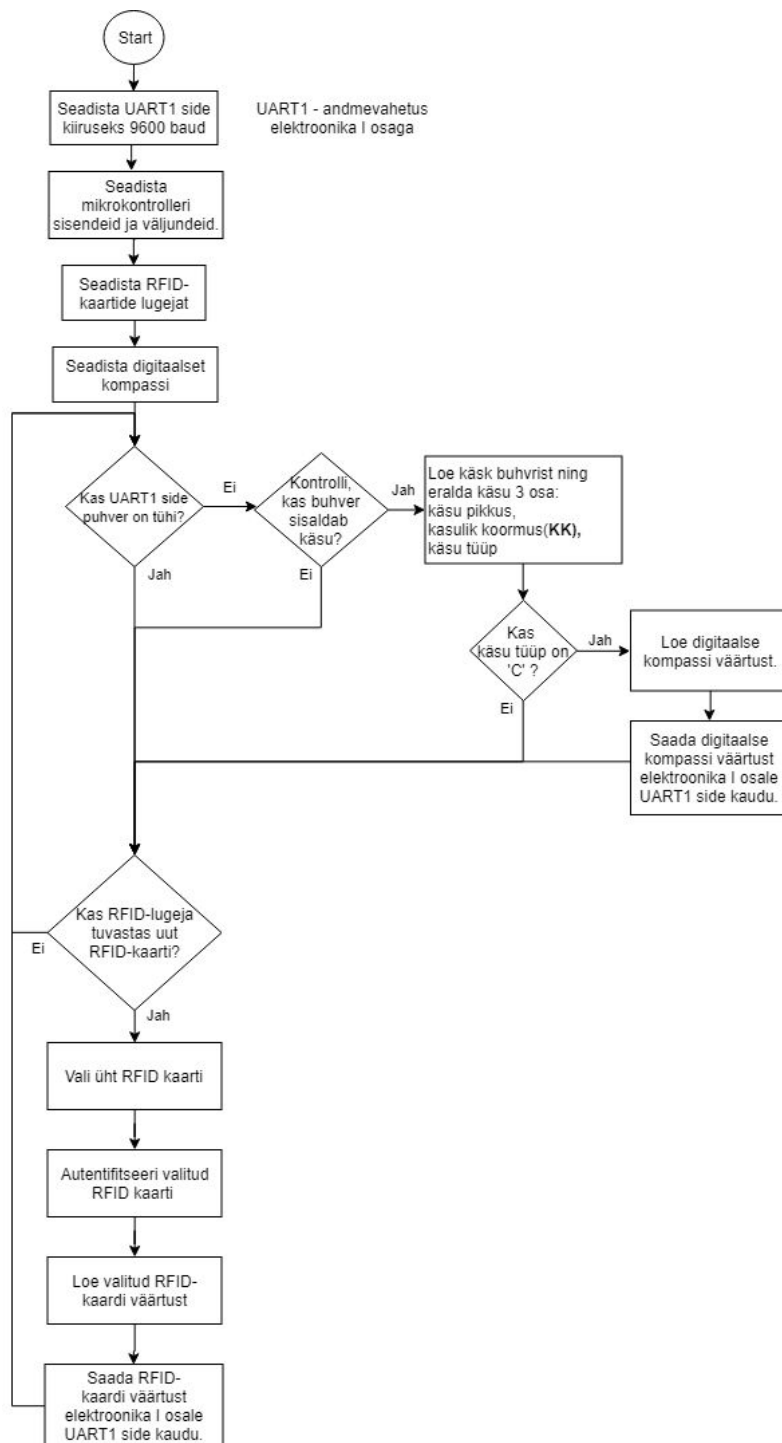 Start
Seadista UART1 side
kiiruseks 9600 baud
UART1 - andmevahetus
elektroonika I osaga
Seadista
mikrokontrolleri
sisendeid ja väljundeid.
Seadista RFID-
kaartide lugejat
Seadista digitaalset
kompassi
Kas UART1 side
puhver on tühi?
Ei
Jah
Kontrolli,
kas buhver
sisaldab
käsu?
Jah
Ei
Loe käsk buhvrist ning
eralda käsu 3 osa:
käsu pikkus,
kasulik koormus(KK),
käsu tüüp
Kas
käsu tüüp on
'C' ?
Jah
Ei
Loe digitaalse
kompassi väärtust.
Saada digitaalse
kompassi väärtust
elektroonika I osale
UART1 side kaudu.
Kas RFID-lugeja
tuvastas uut
RFID-kaarti?
Ei
Jah
Vali üht RFID kaarti
Autentifitseeri valitud
RFID kaarti
Loe valitud RFID-
kaardi väärtust
Saada RFID-
kaardi väärtust
elektroonika I osale
UART1 side kaudu.